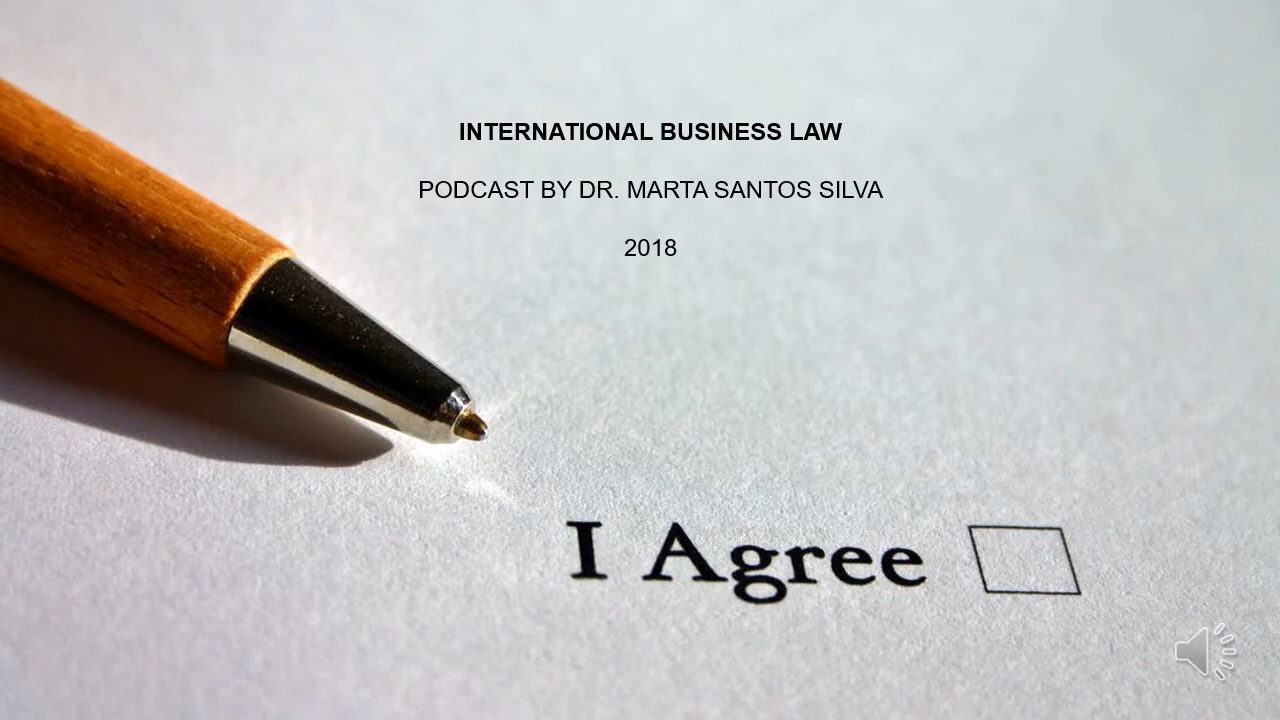 INTERNATIONAL BUSINESS LAW
PODCAST BY DR. MARTA SANTOS SILVA
2018
I Agree